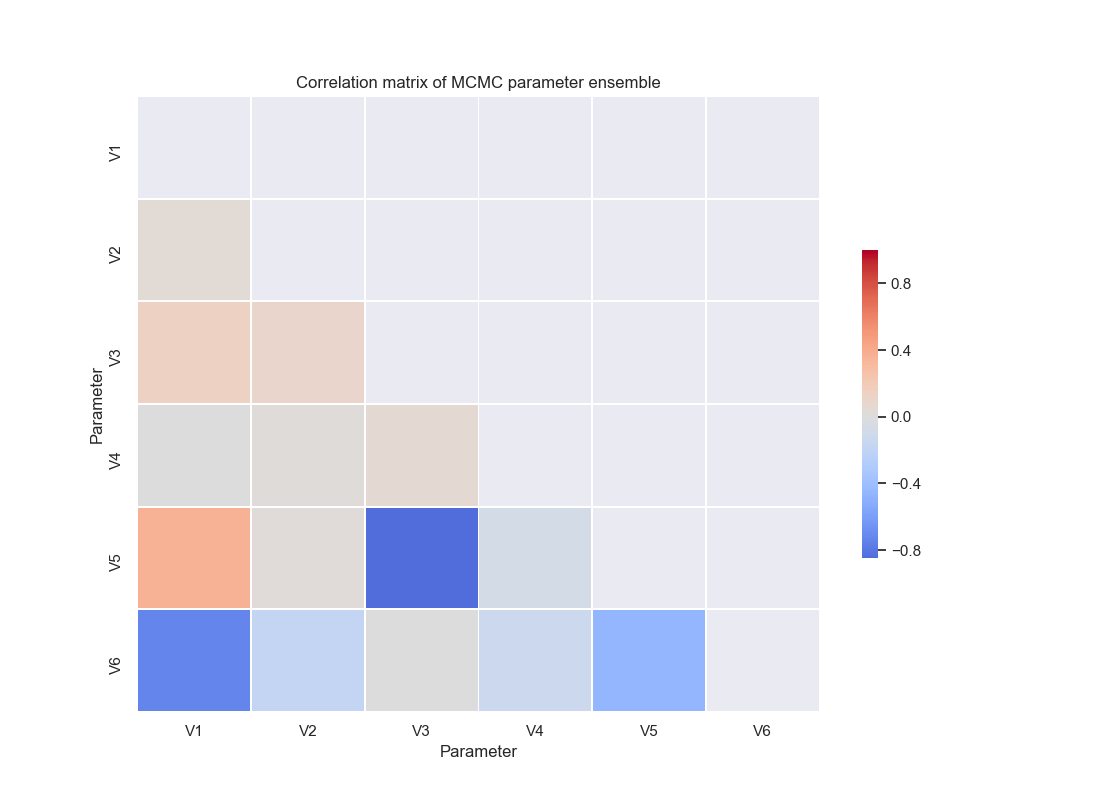 Correlation matrix of MCMC parameter ensemble
Parameter
V1
V2
V3
V4
V5
V6
V1 V2 V3 V4 V5 V6
Parameter
0.8
0.4
0.0
−0.4
−0.8